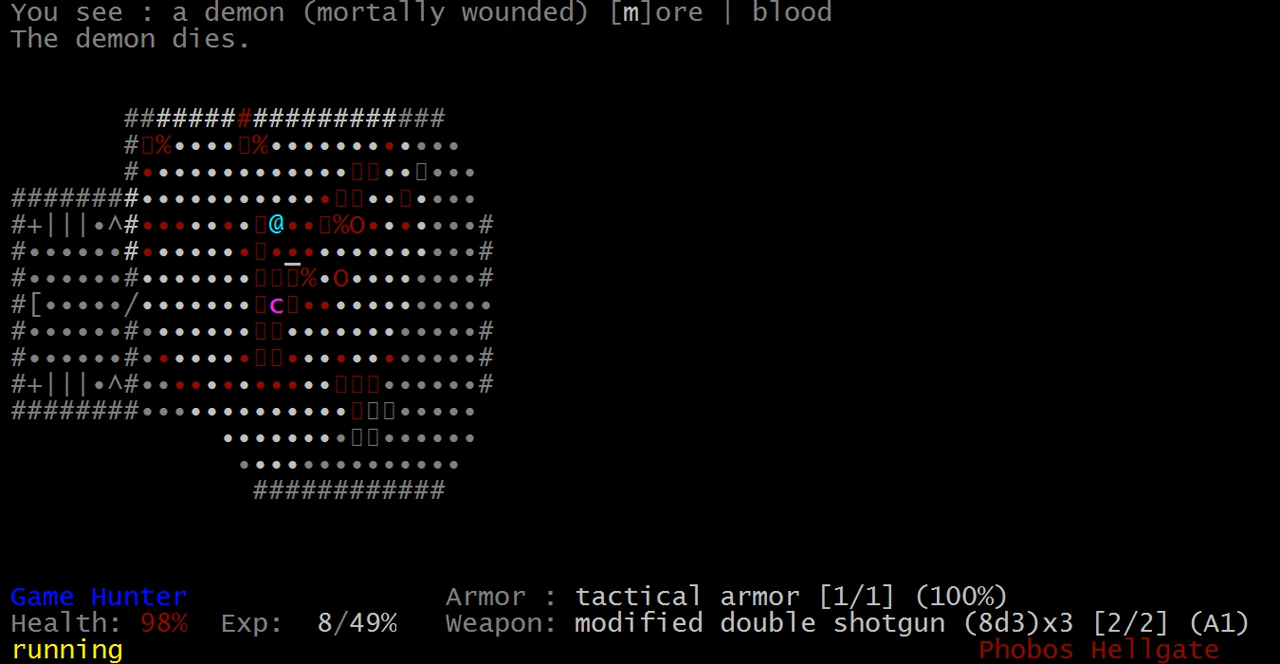 You see : a demon (mortally wounded) [m]ore | blood
The demon dies.
####################
#▯%••••▯%••••••••••••
#•••••••••••••▯▯••▯•••
########••••••••••••▯▯••▯••••
#+|||•^#•••••••▯@••▯%O•••••••#
#••••••#•••••••▯•••••••••••••#
#••••••#•••••••▯▯▯%•O••••••••#
#[•••••/•••••••▯c▯••••••••••••
#••••••#•••••••▯▯••••••••••••#
#••••••#•••••••▯▯••••••••••••#
#+|||•^#••••••••••••▯▯▯••••••#
########•••••••••••••▯▯▯•••••
••••••••▯▯••••••
••••••••••••••
############
Game Hunter Armor : tactical armor [1/1] (100%)
Health: 98% Exp: 8/49% Weapon: modified double shotgun (8d3)x3 [2/2] (A1)
running Phobos Hellgate